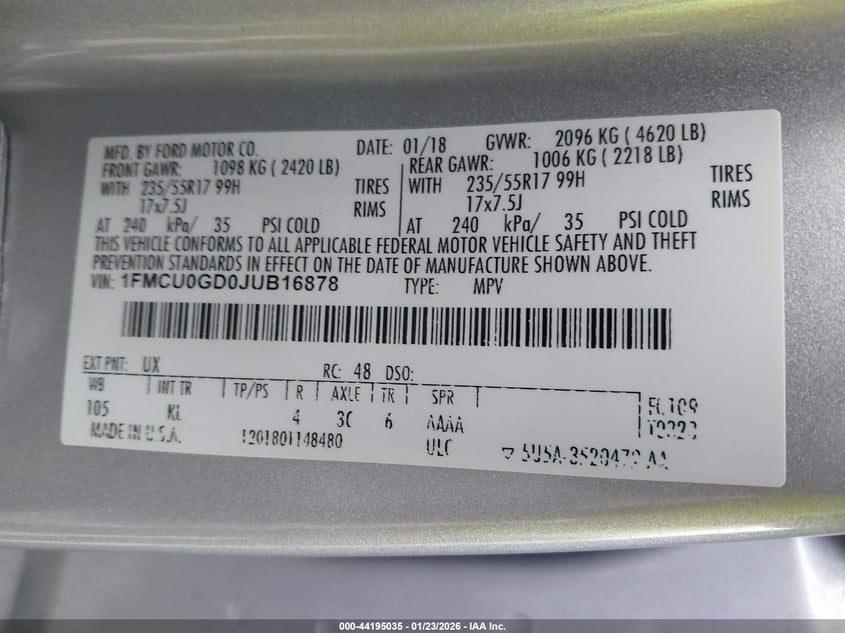 MFD. BY FORD MOTOR CO. DATE: 01/18 GVWR: 2096 KG ( 4620 LB)
FRONT GAWR: 1098 KG ( 2420 LB) REAR GAWR: 1006 KG ( 2218 LB)
WITH 235/55R17 99H TIRES WITH 235/55R17 99H TIRES
17x7.5J RIMS 17x7.5J RIMS
AT 240 kPa/ 35 PSI COLD AT 240 kPa/ 35 PSI COLD
THIS VEHICLE CONFORMS TO ALL APPLICABLE FEDERAL MOTOR VEHICLE SAFETY AND THEFT
PREVENTION STANDARDS IN EFFECT ON THE DATE OF MANUFACTURE SHOWN ABOVE.
VIN: 1FMCU0GD0JUB16878 TYPE: MPV
EXT PNT: UX RC: 48 DSO:
WB INT TR TP/PS R AXLE TR SPR
105 KL 4 3C 6 AAAA
MADE IN U.S.A. 1201801148480 ULC
000-44195035 - 01/23/2026 - IAA Inc.